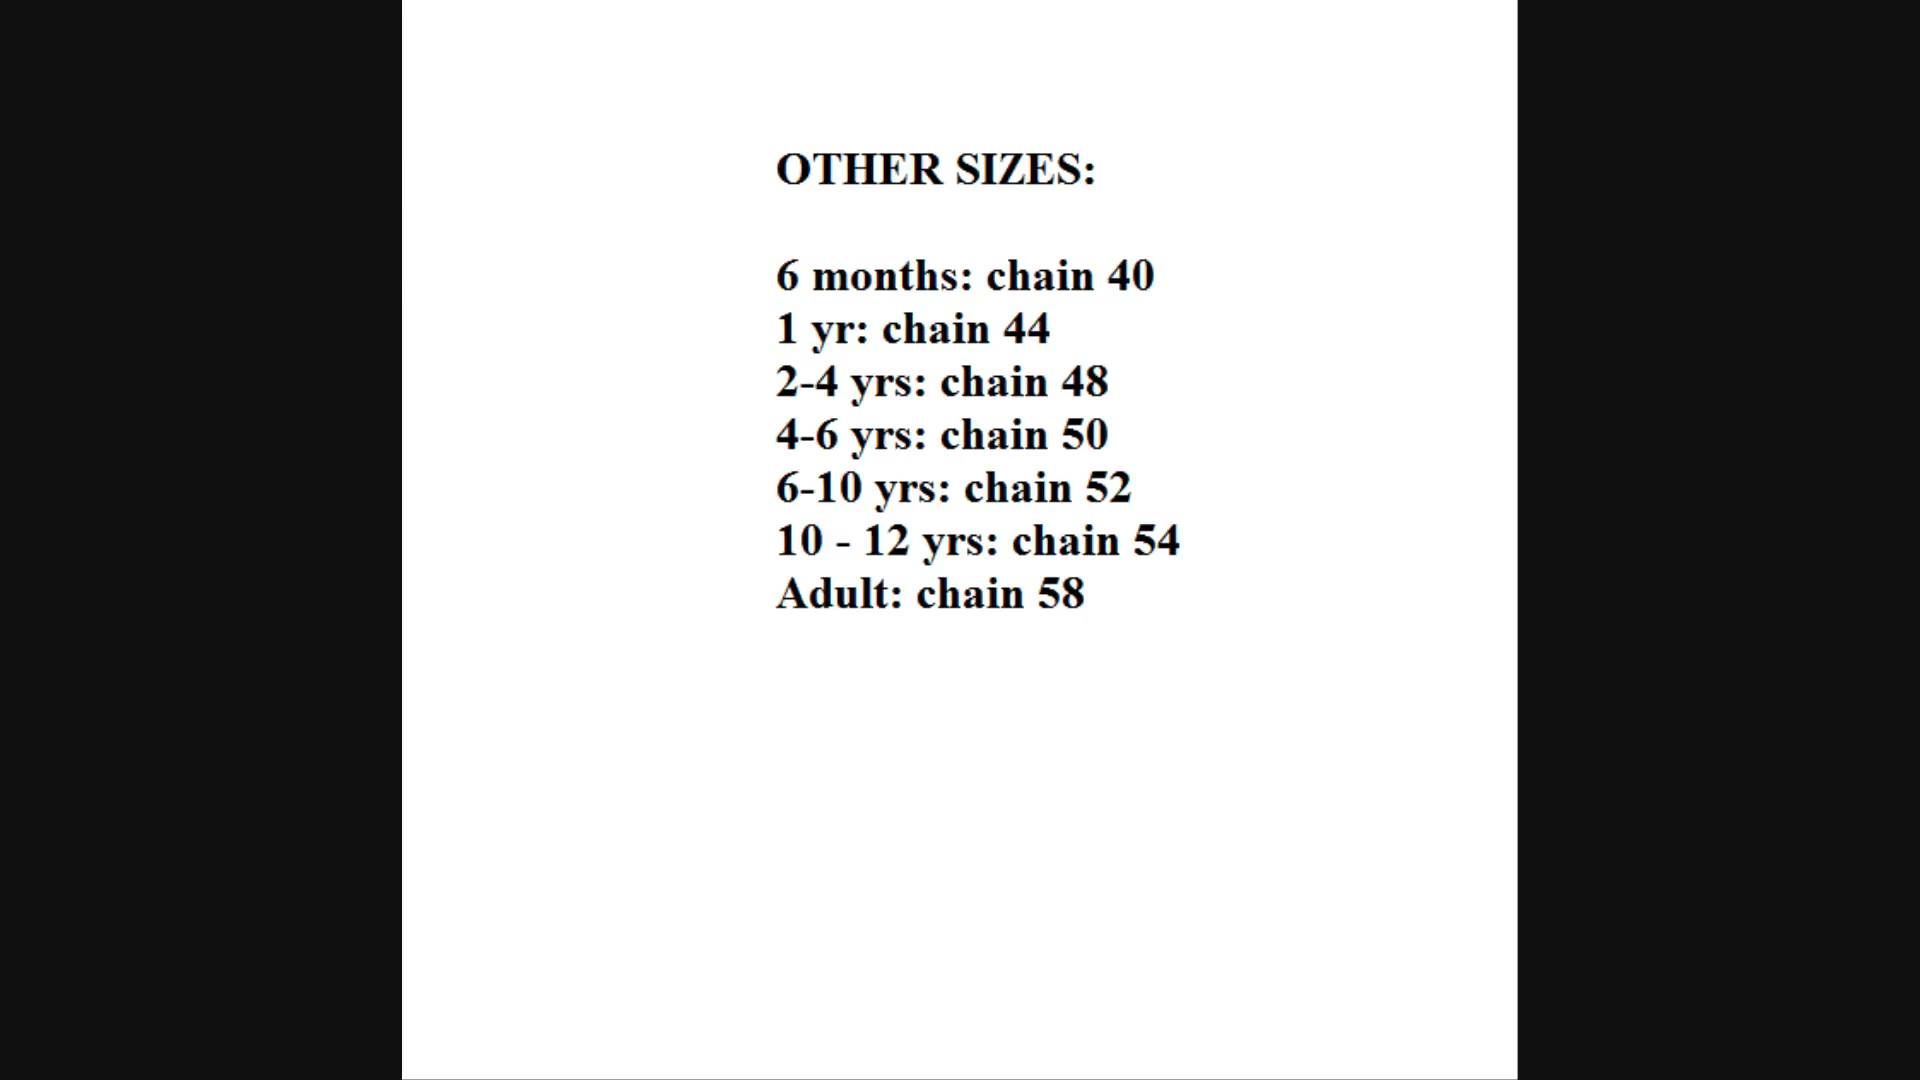 OTHER SIZES:
6 months: chain 40
1 yr: chain 44
2-4 yrs: chain 48
4-6 yrs: chain 50
6-10 yrs: chain 52
10 - 12 yrs: chain 54
Adult: chain 58